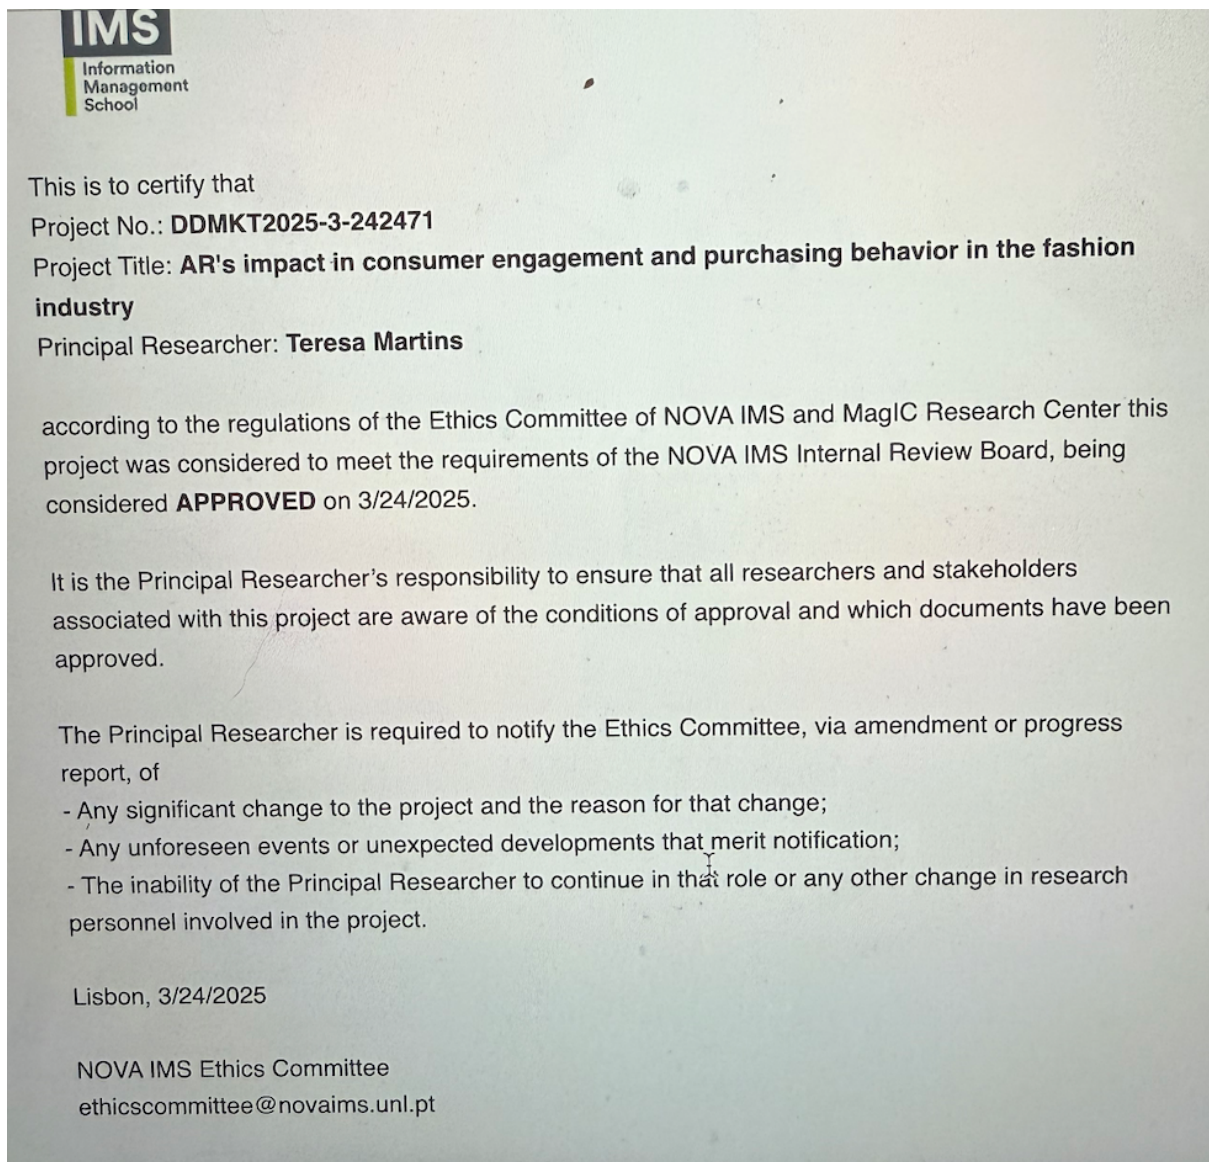 IMS
Information
Management
School
This is to certify that
Project No.: DDMKT2025-3-242471
Project Title: AR's impact in consumer engagement and purchasing behavior in the fashion
industry
Principal Researcher: Teresa Martins
according to the regulations of the Ethics Committee of NOVA IMS and MagIC Research Center this
project was considered to meet the requirements of the NOVA IMS Internal Review Board, being
considered APPROVED on 3/24/2025.
It is the Principal Researcher’s responsibility to ensure that all researchers and stakeholders
associated with this project are aware of the conditions of approval and which documents have been
approved.
The Principal Researcher is required to notify the Ethics Committee, via amendment or progress
report, of
- Any significant change to the project and the reason for that change;
- Any unforeseen events or unexpected developments that merit notification;
- The inability of the Principal Researcher to continue in that role or any other change in research
personnel involved in the project.
Lisbon, 3/24/2025
NOVA IMS Ethics Committee
ethicscommittee@novaims.unl.pt